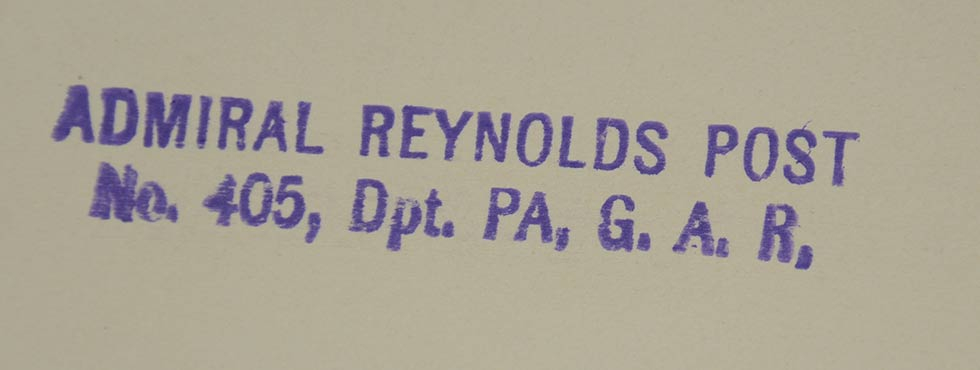 ADMIRAL REYNOLDS POST
No. 405, Dpt. PA, G. A. R,